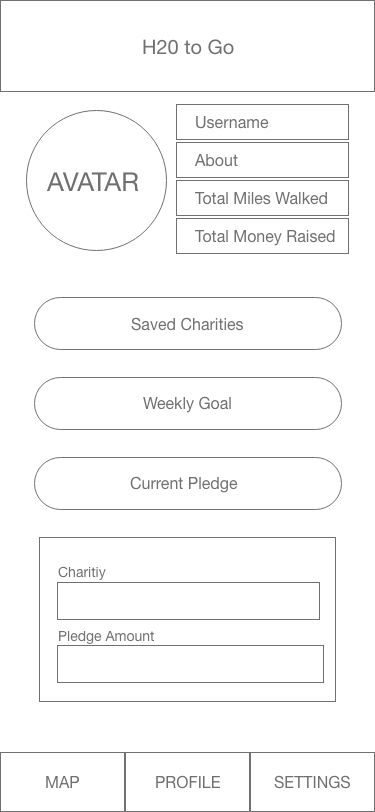 H20 to Go
AVATAR
Username
About
Total Miles Walked
Total Money Raised
Saved Charities
Weekly Goal
Current Pledge
Charitiy
Pledge Amount
MAP
PROFILE
SETTINGS